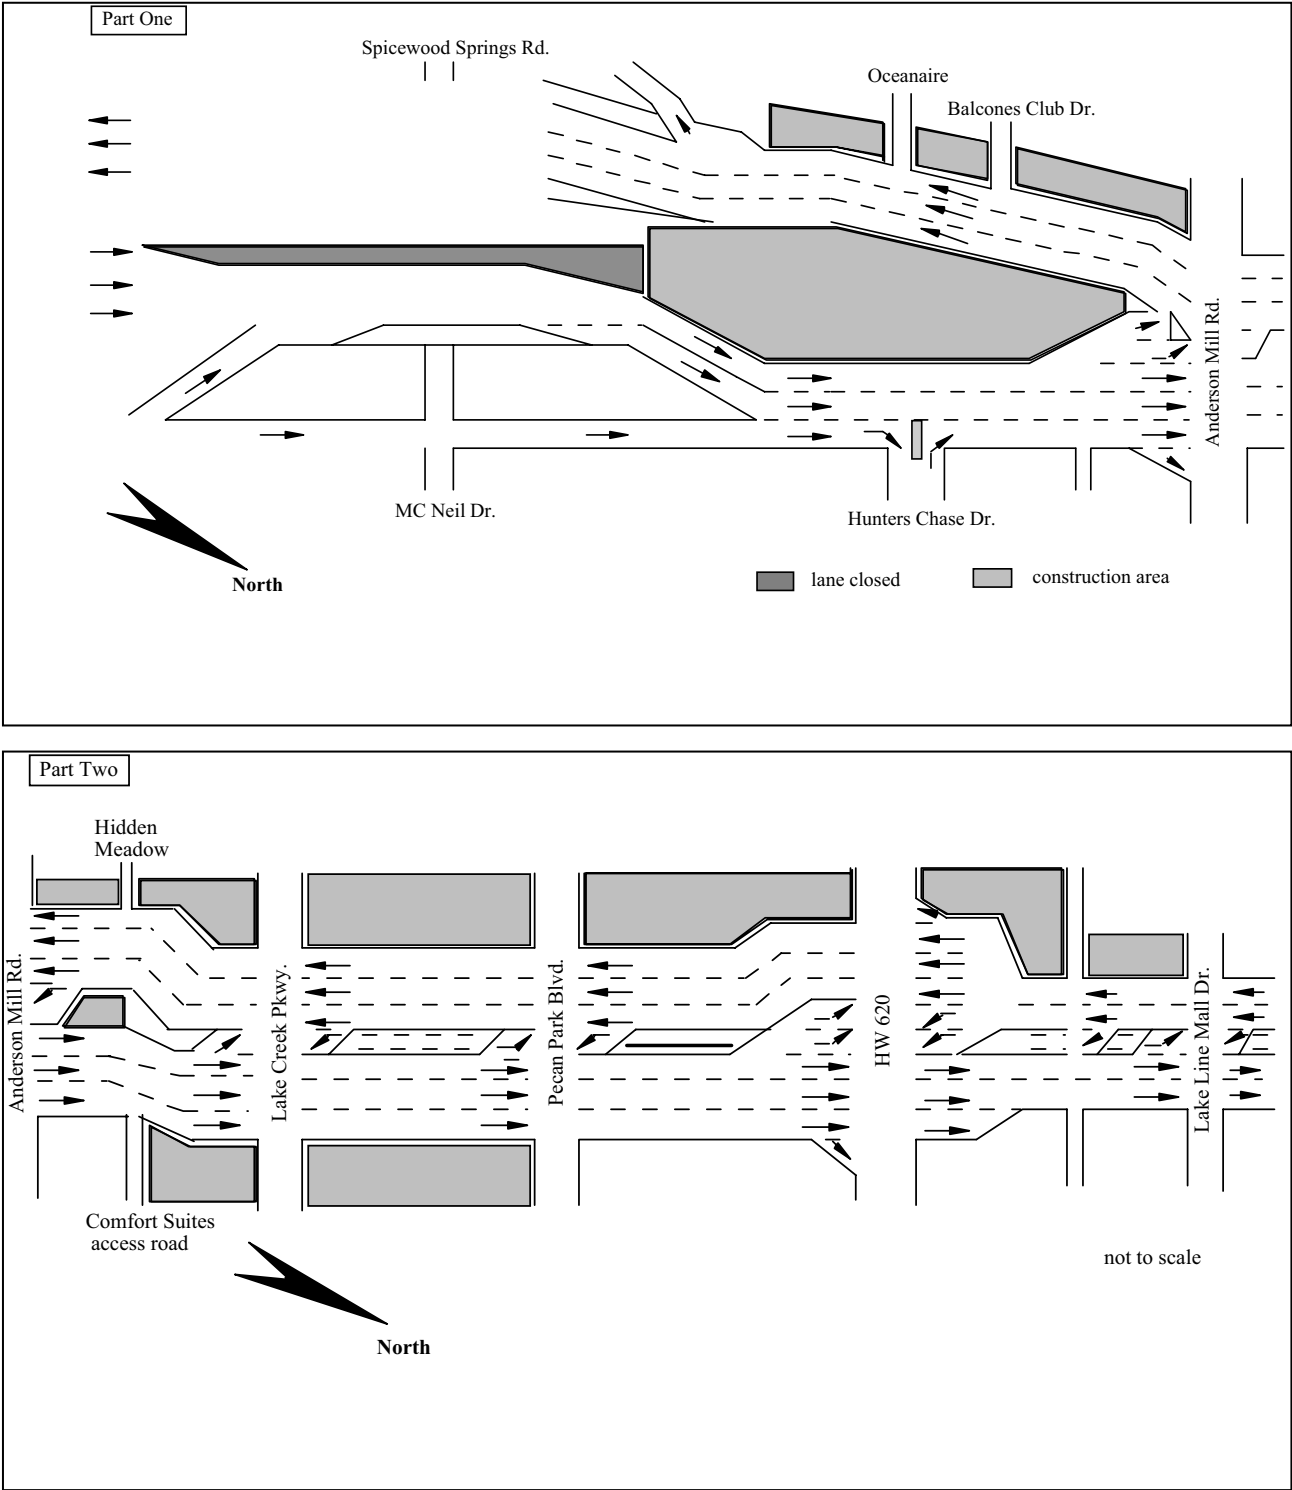 Part One
Spicewood Springs Rd.
Oceanaire
Balcones Club Dr.
Anderson Mill Rd.
MC Neil Dr.
Hunters Chase Dr.
North
lane closed
construction area
Part Two
Hidden
Meadow
Anderson Mill Rd.
Lake Creek Pkwy.
Pecan Park Blvd.
HW 620
Lake Line Mall Dr.
Comfort Suites
access road
not to scale
North